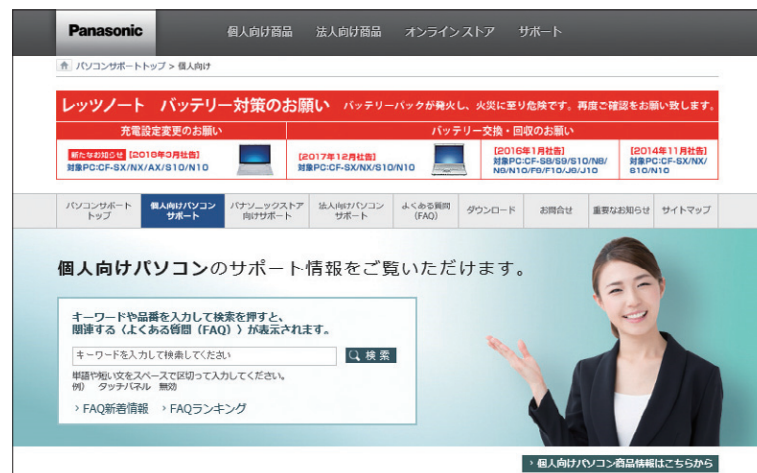 Panasonic
個人向け商品 法人向け商品 オンラインストア サポート
パソコンサポートトップ > 個人向け
レッツノート バッテリー対策のお願い バッテリーパックが発火し、火災に至り危険です。再度ご確認をお願い致します。
充電設定変更のお願い
バッテリー交換・回収のお願い
新たなお知らせ 【2018年3月社告】
対象PC:CF-SX/NX/AX/S10/N10
【2017年12月社告】
対象PC:CF-SX/NX/S10/N10
【2016年1月社告】
対象PC:CF-S8/S9/S10/N8/
N9/N10/F9/F10/J9/J10
【2014年11月社告】
対象PC:CF-SX/NX/
S10/N10
パソコンサポート
トップ
個人向けパソコン
サポート
パナソニックストア
向けサポート
法人向けパソコン
サポート
よくある質問
(FAQ)
ダウンロード
お問合せ
重要なお知らせ
サイトマップ
個人向けパソコンのサポート情報をご覧いただけます。
キーワードや品番を入力して検索を押すと、
関連する〈よくある質問(FAQ)〉が表示されます。
キーワードを入力して検索してください
検索
単語や短い文をスペースで区切って入力してください。
例) タッチパネル 無効
› FAQ新着情報 › FAQランキング
› 個人向けパソコン商品情報はこちらから